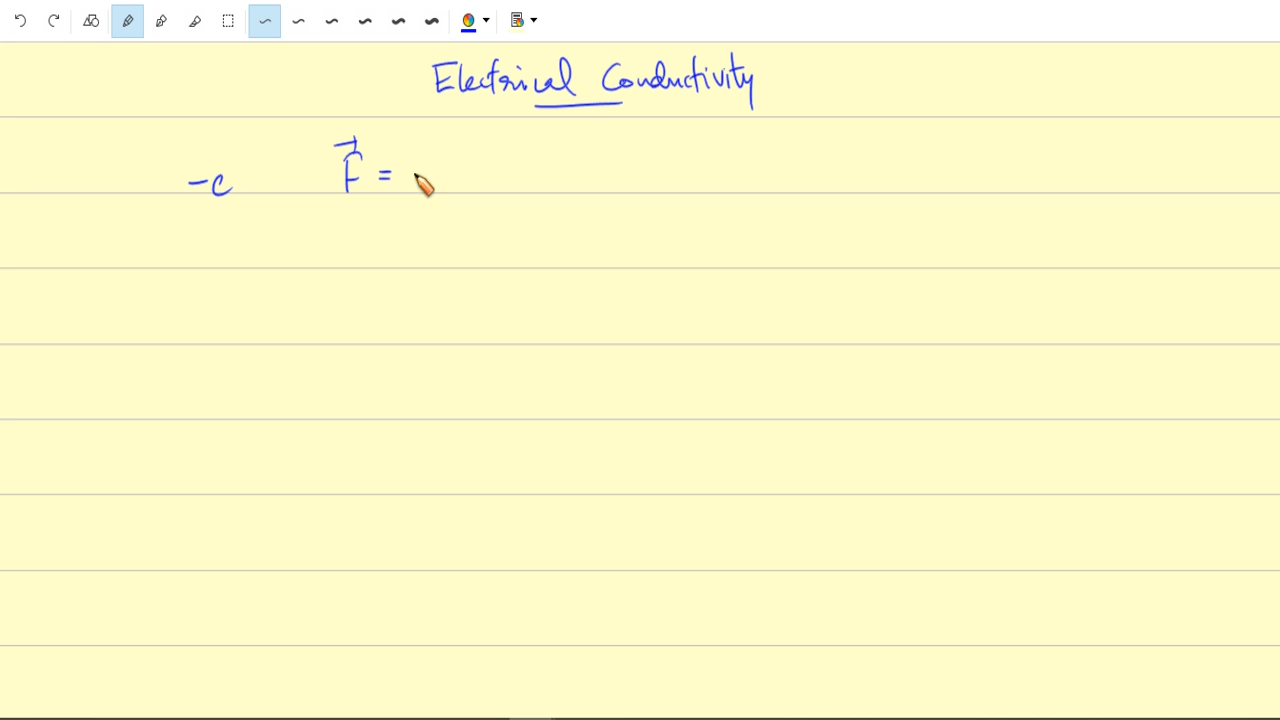 Electrical Conductivity
-e F⃗ =